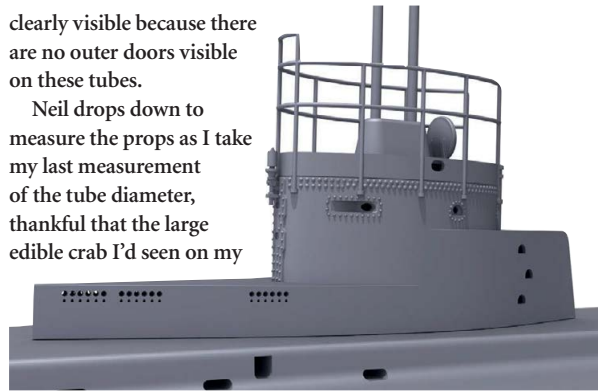 clearly visible because there
are no outer doors visible
on these tubes.
Neil drops down to
measure the props as I take
my last measurement
of the tube diameter,
thankful that the large
edible crab I'd seen on my